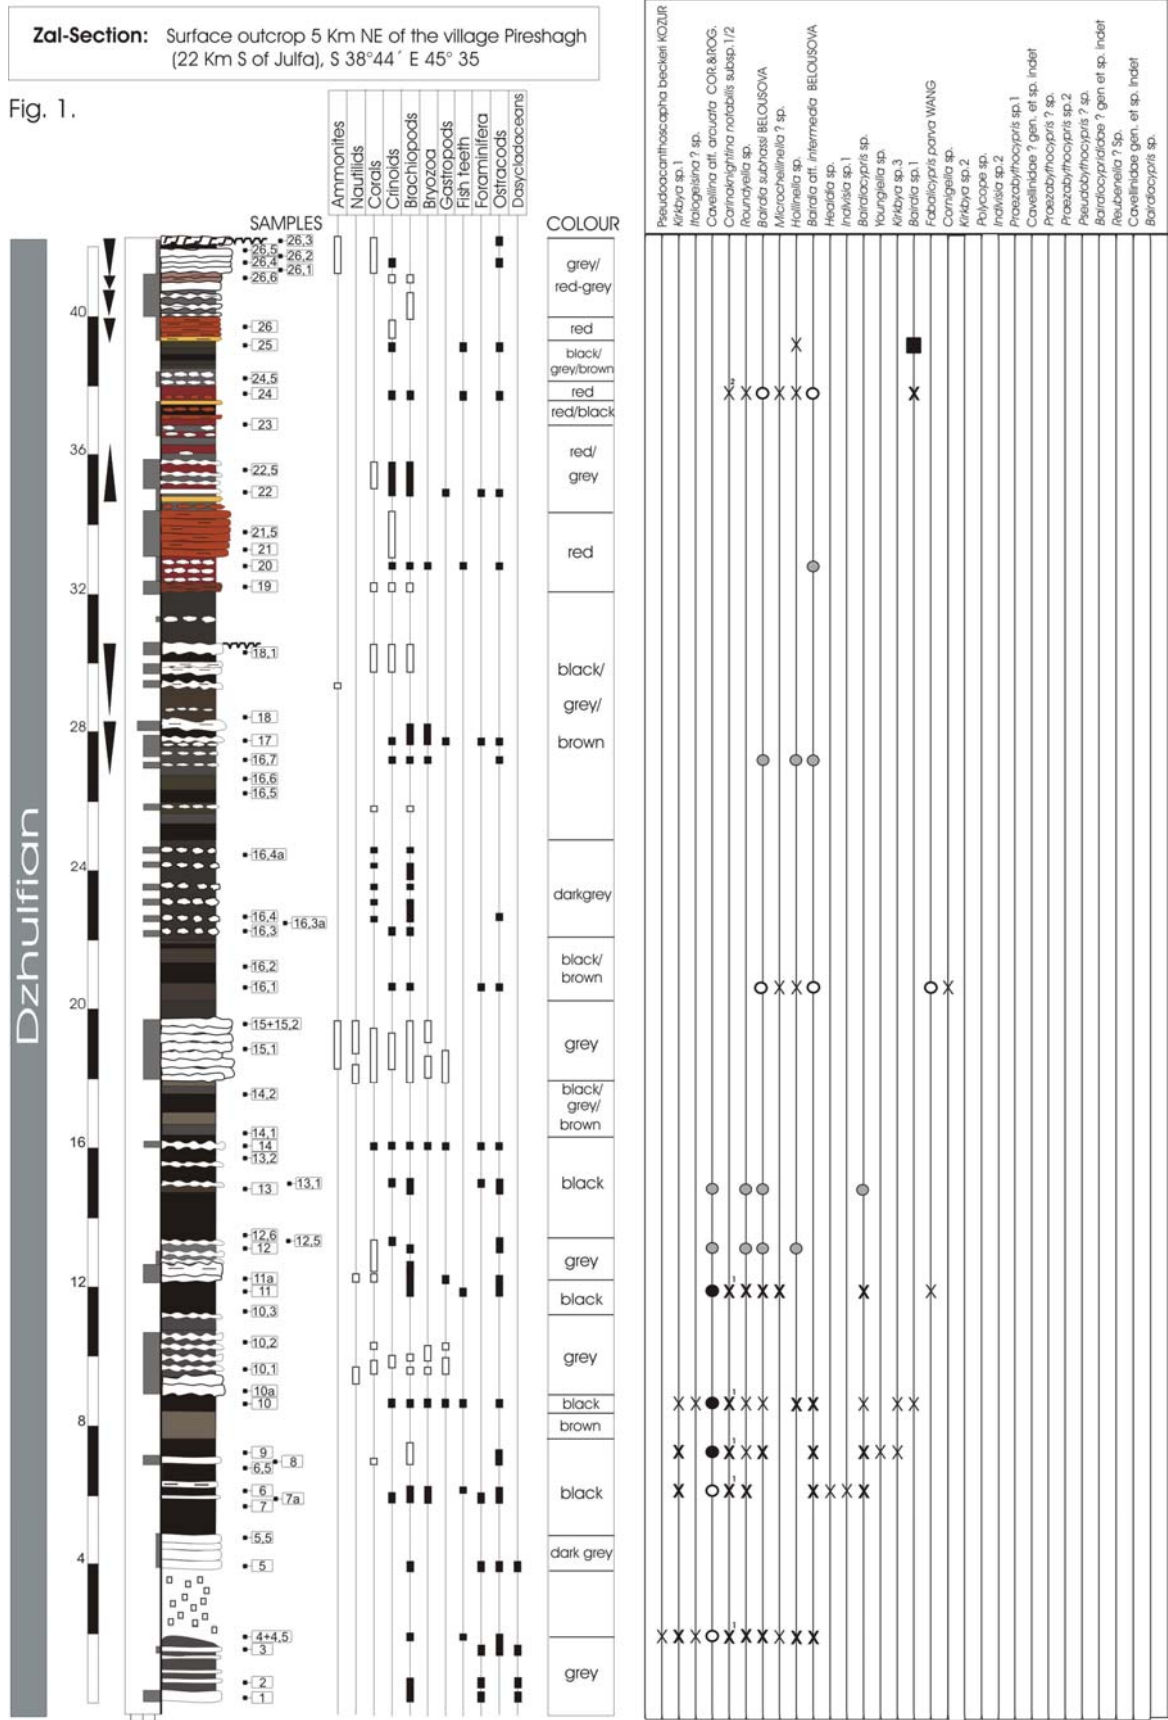 Zal-Section: Surface outcrop 5 Km NE of the village Pireshagh
(22 Km S of Julfa), S 38°44´ E 45° 35
Fig. 1.
Ammonites
Nautilids
Corals
Crinoids
Brachiopods
Bryozoa
Gastropods
Fish teeth
Foraminifera
Ostracods
Dasycladaceans
Pseudoacanthoscapha beckeri KOZUR
Kirkbya sp.1
Italogeisina ? sp.
Cavellina aff. arouata COR.&ROG.
Carinaknightina notabilis subsp.1/2
Roundyella sp.
Bairdia subhassi BELOUSOVA
Microcheilinella ? sp.
Hollinella sp.
Bairdia aff. intermedia BELOUSOVA
Healdia sp.
Indivisia sp.1
Bairdiacypris sp.
Youngiella sp.
Kirkbya sp.3
Bairdia sp.1
Fabalicypris parva WANG
Cornigella sp.
Kirkbya sp.2
Polycope sp.
Indivisia sp.2
Praezabythocypris sp.1
Cavellinidae ? gen. et sp. indet
Praezabythocypris ? sp.
Praezabythocypris sp.2
Pseudobythocypris ? sp.
Bairdiocyprididae ? gen et sp. indet
Reubenella ? Sp.
Cavellinidae gen. et sp. Indet
Bairdiacypris sp.
SAMPLES
COLOUR
Dzhulfian
40
36
32
28
24
20
16
12
8
4
26,3
26,5
26,2
26,4
26,1
26,6
26
25
24,5
24
23
22,5
22
21,5
21
20
19
18,1
18
17
16,7
16,6
16,5
16,4a
16,4
16,3a
16,3
16,2
16,1
15+15,2
15,1
14,2
14,1
14
13,2
13,1
13
12,6
12,5
12
11a
11
10,3
10,2
10,1
10a
10
9
8
6,5
6
7a
7
5,5
5
4+4,5
3
2
1
grey/
red-grey
red
black/
grey/brown
red
red/black
red/
grey
red
black/
grey/
brown
darkgrey
black/
brown
grey
black/
grey/
brown
black
grey
black
grey
black
brown
black
dark grey
grey
2
1
1
1
1
1